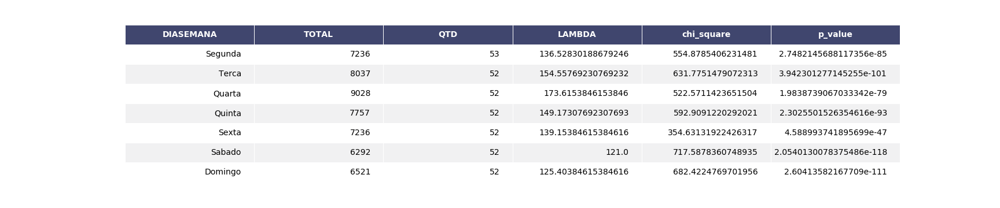 DIASEMANA TOTAL QTD LAMBDA chi_square p_value
Segunda 7236 53 136.52830188679246 554.8785406231481 2.7482145688117356e-85
Terca 8037 52 154.55769230769232 631.7751479072313 3.942301277145255e-101
Quarta 9028 52 173.6153846153846 522.5711423651504 1.9838739067033342e-79
Quinta 7757 52 149.17307692307693 592.9091220292021 2.3025501526354616e-93
Sexta 7236 52 139.15384615384616 354.63131922426317 4.588993741895699e-47
Sabado 6292 52 121.0 717.5878360748935 2.0540130078375486e-118
Domingo 6521 52 125.40384615384616 682.4224769701956 2.60413582167709e-111